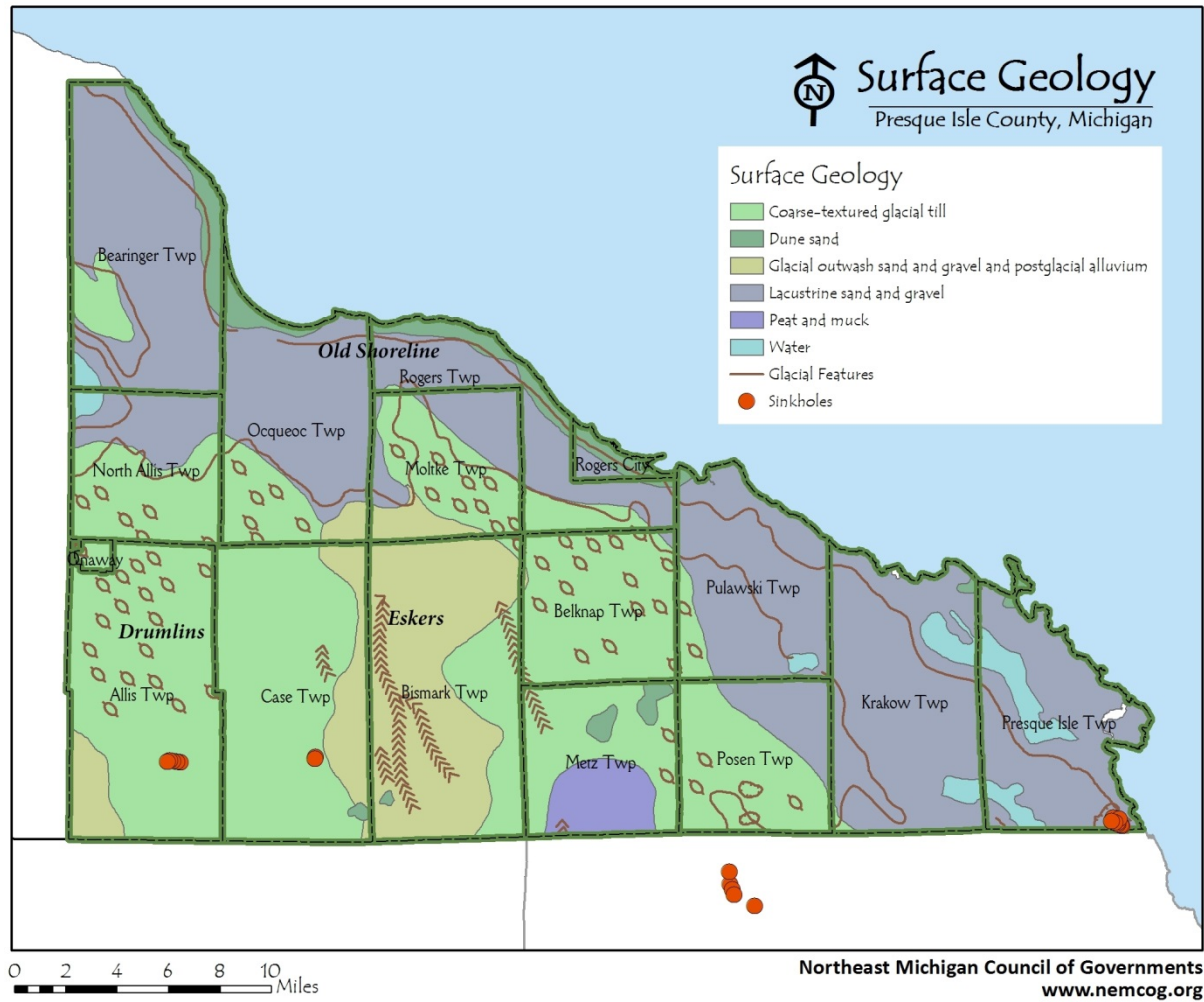 N
Surface Geology
Presque Isle County, Michigan
Surface Geology
Coarse-textured glacial till
Dune sand
Glacial outwash sand and gravel and postglacial alluvium
Lacustrine sand and gravel
Peat and muck
Water
Glacial Features
Sinkholes
Bearinger Twp
Old Shoreline
Rogers Twp
Ocqueoc Twp
North Allis Twp
Moltke Twp
Rogers City
Onaway
Drumlins
Eskers
Belknap Twp
Pulawski Twp
Allis Twp
Case Twp
Bismark Twp
Krakow Twp
Presque Isle Twp
Metz Twp
Posen Twp
0 2 4 6 8 10
Miles
Northeast Michigan Council of Governments
www.nemcog.org